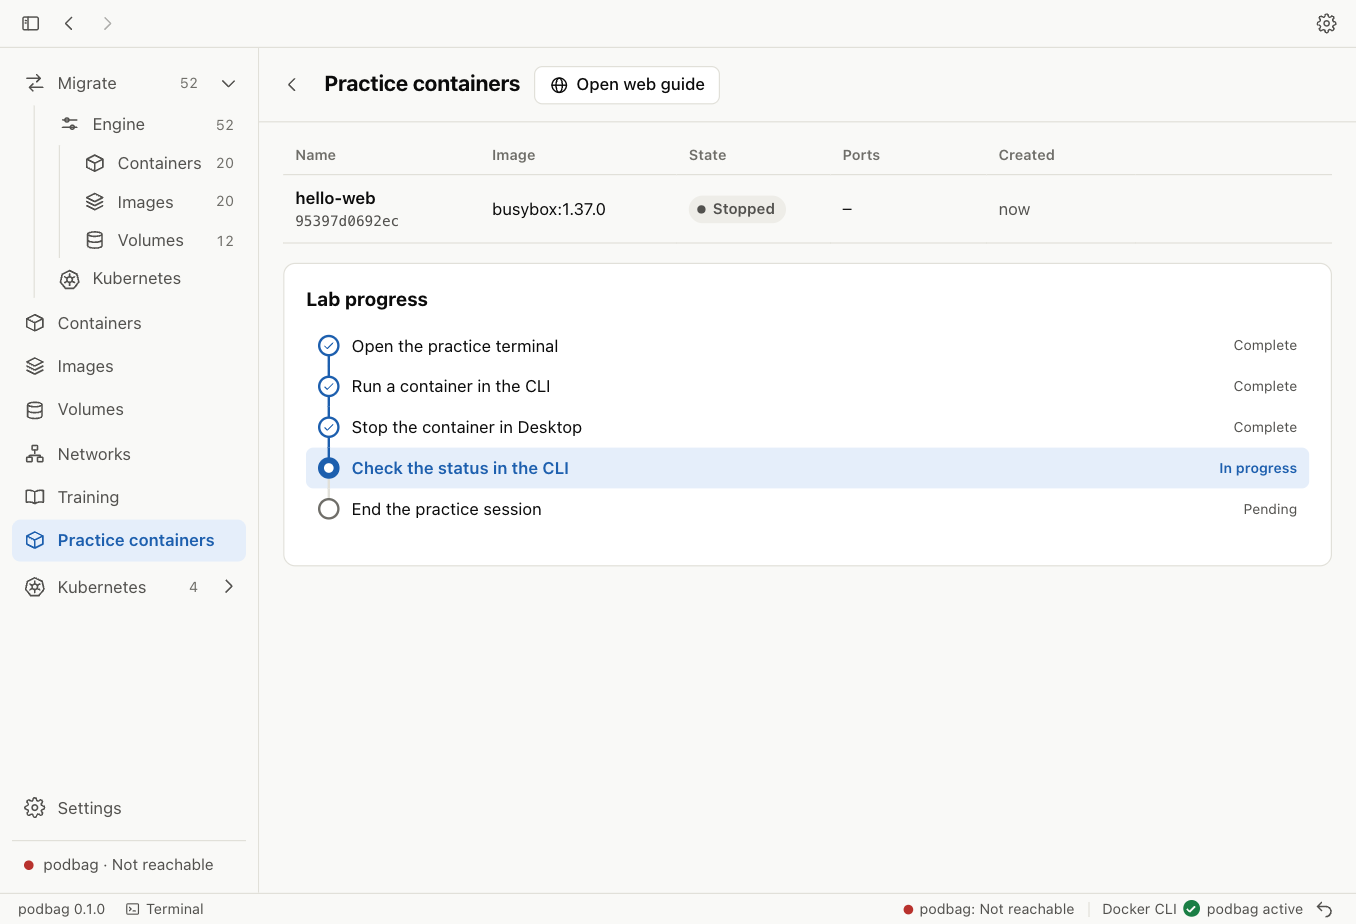 Migrate 52
Engine 52
Containers 20
Images 20
Volumes 12
Kubernetes
Containers
Images
Volumes
Networks
Training
Practice containers
Kubernetes 4
Settings
podbag · Not reachable
Practice containers Open web guide
Name Image State Ports Created
hello-web
95397d0692ec
busybox:1.37.0 Stopped – now
Lab progress
Open the practice terminal Complete
Run a container in the CLI Complete
Stop the container in Desktop Complete
Check the status in the CLI In progress
End the practice session Pending
podbag 0.1.0 Terminal podbag: Not reachable Docker CLI podbag active